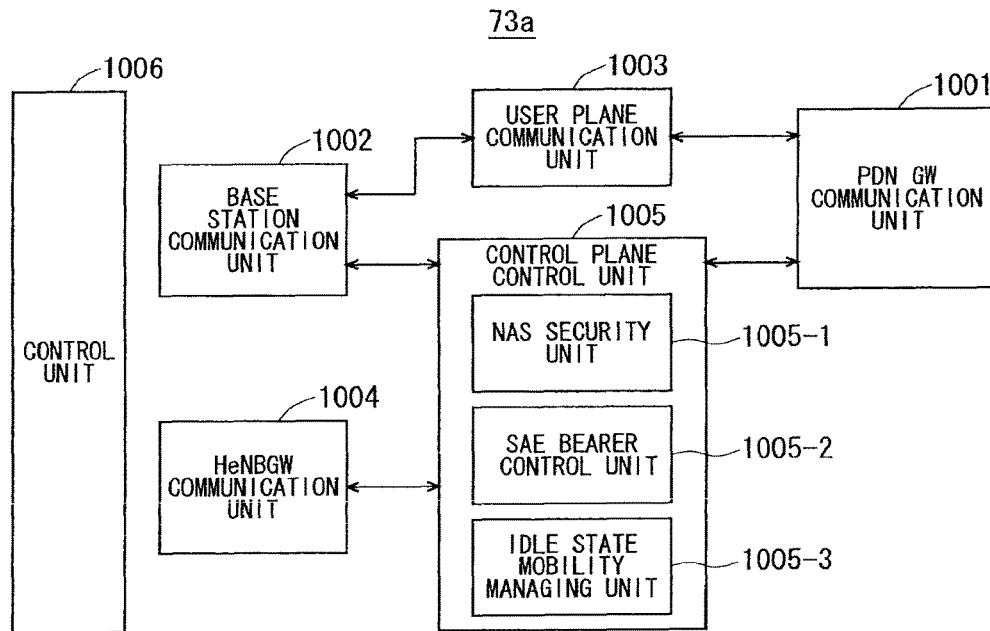 73a
1006
1003
1001
USER PLANE
COMMUNICATION
UNIT
1002
BASE
STATION
COMMUNICATION
UNIT
PDN GW
COMMUNICATION
UNIT
1005
CONTROL PLANE
CONTROL UNIT
NAS SECURITY
UNIT
1005-1
CONTROL
UNIT
1004
HeNBGW
COMMUNICATION
UNIT
SAE BEARER
CONTROL UNIT
1005-2
IDLE STATE
MOBILITY
MANAGING UNIT
1005-3